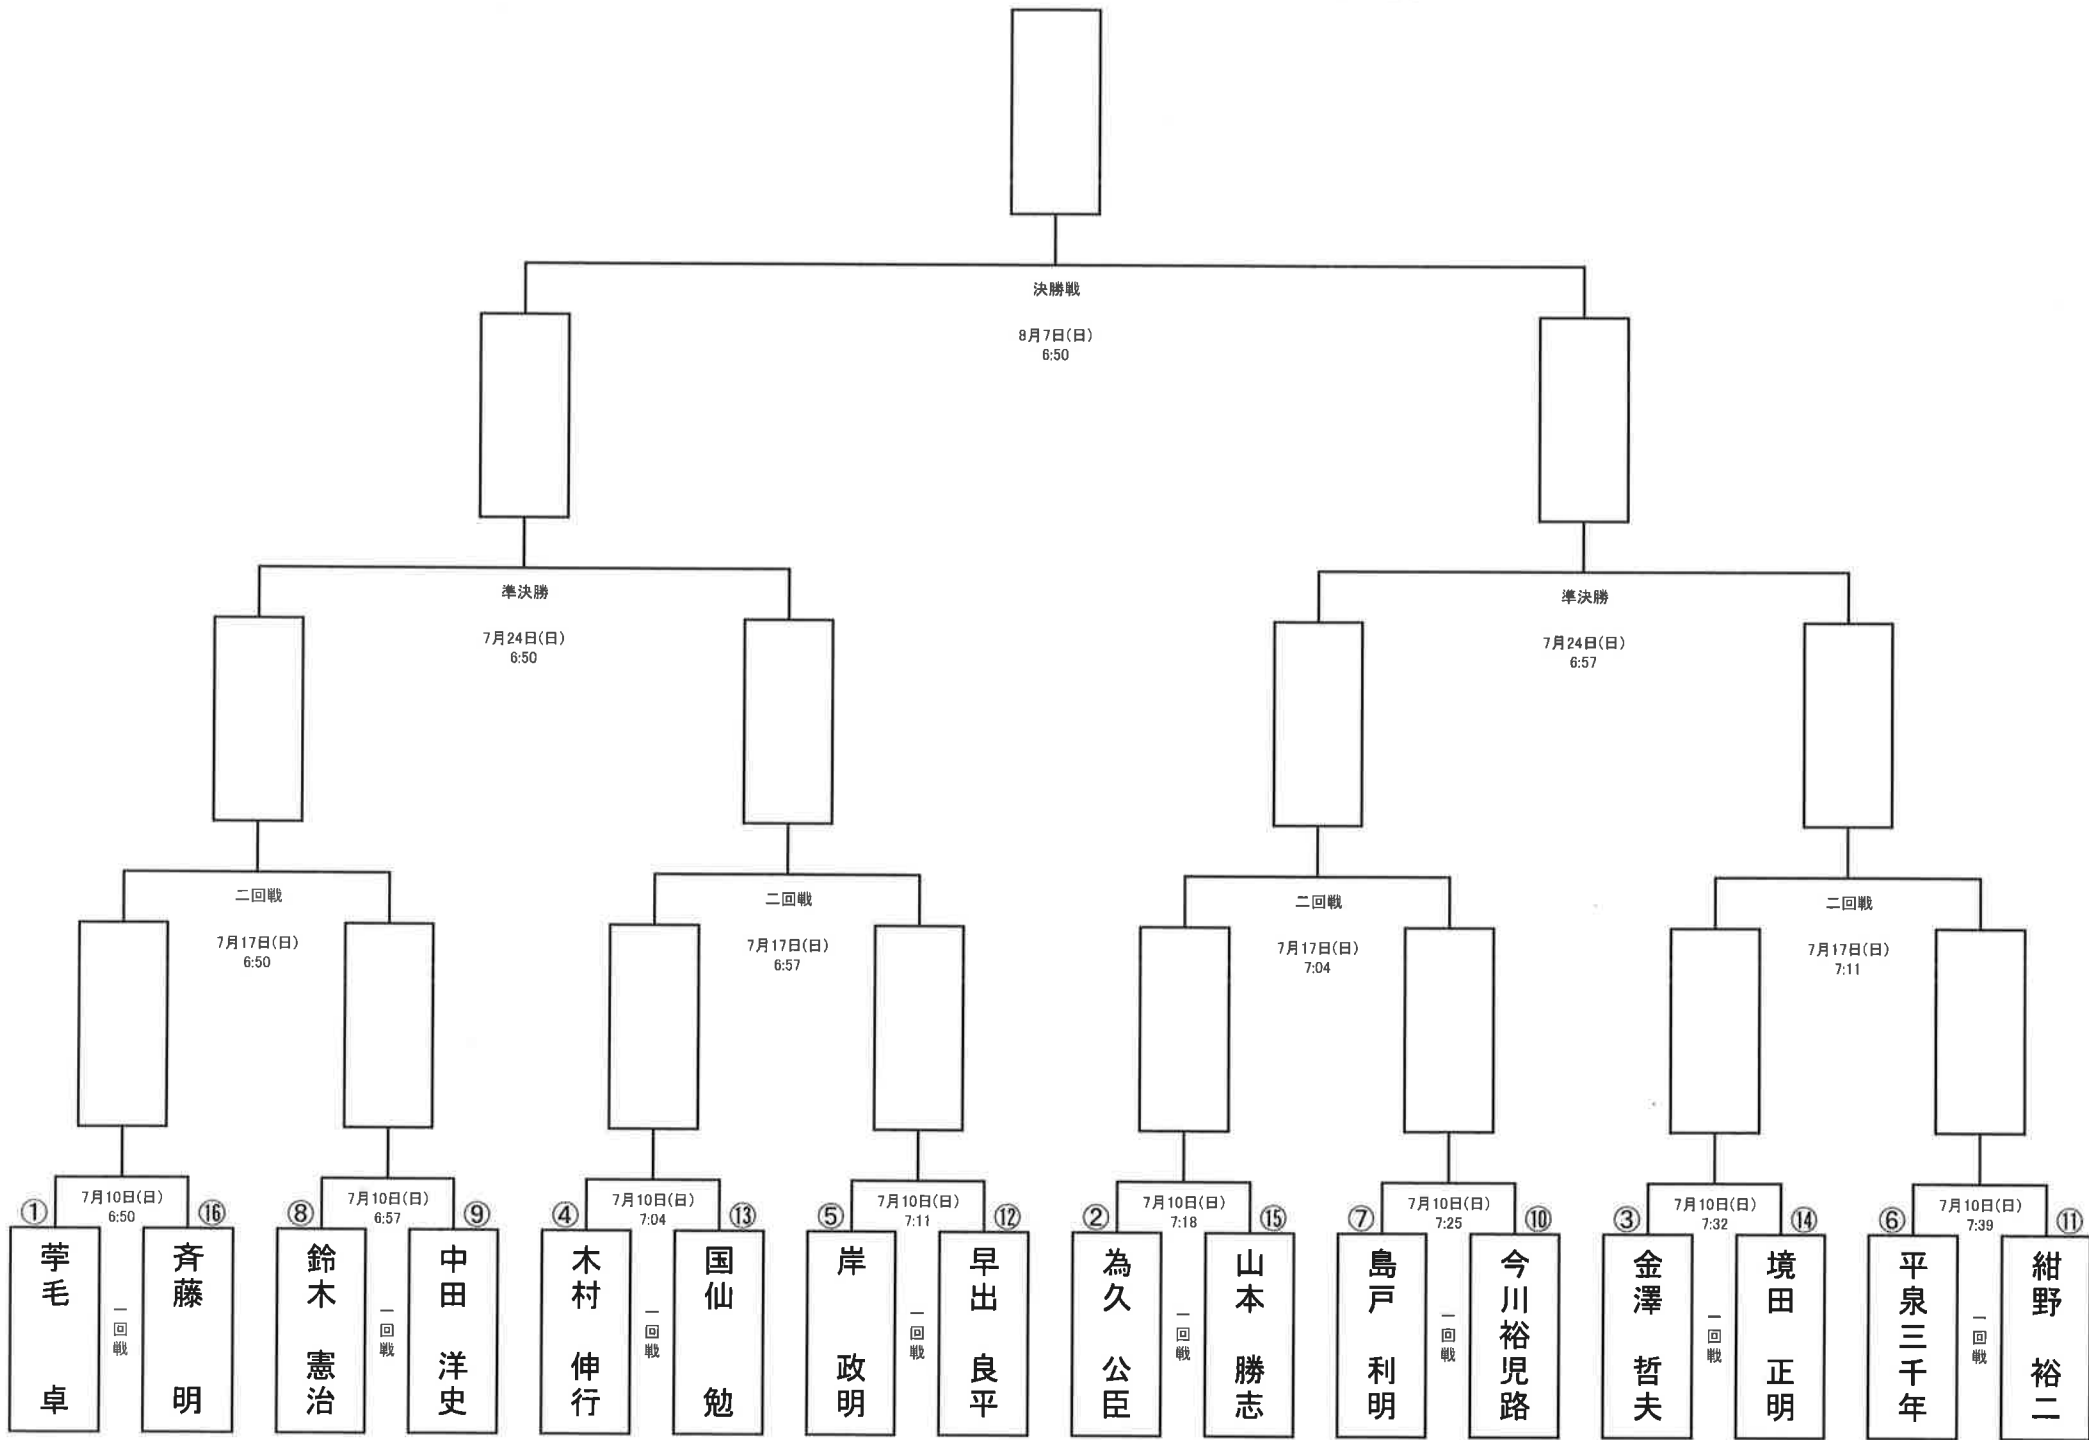 決勝戦
8月7日(日)
6:50
準決勝
7月24日(日)
6:50
準決勝
7月24日(日)
6:57
二回戦
7月17日(日)
6:50
二回戦
7月17日(日)
6:57
二回戦
7月17日(日)
7:04
二回戦
7月17日(日)
7:11
① 7月10日(日) ⑯
6:50
莘毛 卓
一回戦
斉藤 明
⑧ 7月10日(日) ⑨
6:57
鈴木 憲治
一回戦
中田 洋史
④ 7月10日(日) ⑬
7:04
木村 伸行
一回戦
国仙 勉
⑤ 7月10日(日) ⑫
7:11
岸 政明
一回戦
早出 良平
② 7月10日(日) ⑮
7:18
為久 公臣
一回戦
山本 勝志
⑦ 7月10日(日) ⑩
7:25
島戸 利明
一回戦
今川裕児路
③ 7月10日(日) ⑭
7:32
金澤 哲夫
一回戦
境田 正明
⑥ 7月10日(日) ⑪
7:39
平泉三千年
一回戦
紺野 裕二